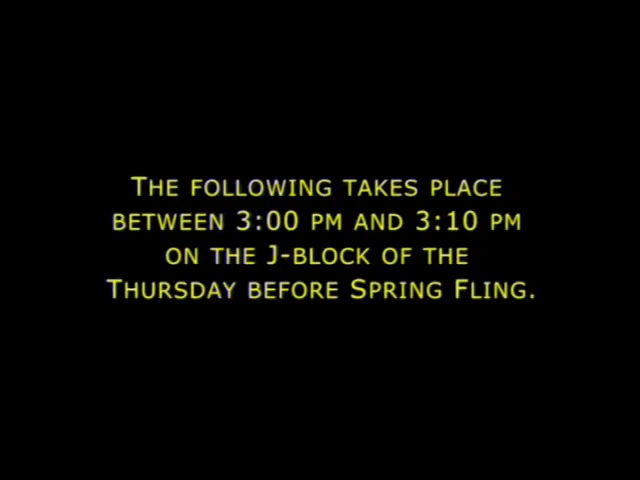 The following takes place
between 3:00 pm and 3:10 pm
on the J-block of the
Thursday before Spring Fling.